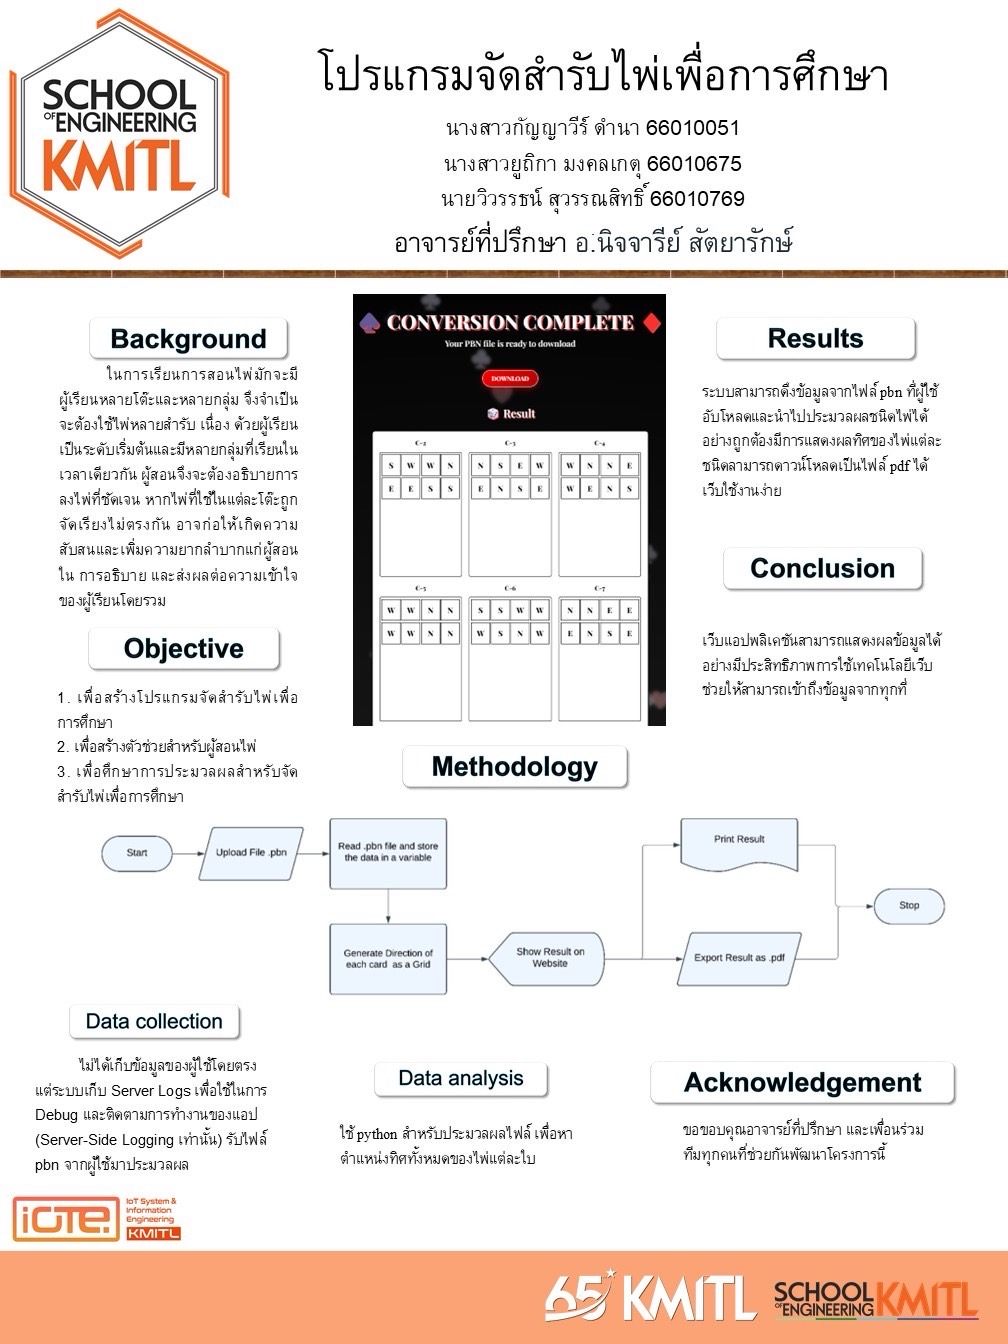 SCHOOL
OF ENGINEERING
KMITL
โปรแกรมจัดสำรับไพ่เพื่อการศึกษา
นางสาวกัญญาวีร์ ดำนา 66010051
นางสาวยูถิกา มงคลเกตุ 66010675
นายวิวรรธน์ สุวรรณสิทธิ์ 66010769
อาจารย์ที่ปรึกษา อ.นิจจารีย์ สัตยารักษ์
Background
ในการเรียนการสอนไพ่มักจะมี
ผู้เรียนหลายโต๊ะและหลายกลุ่ม จึงจำเป็น
จะต้องใช้ไพ่หลายสำรับ เนื่อง ด้วยผู้เรียน
เป็นระดับเริ่มต้นและมีหลายกลุ่มที่เรียนใน
เวลาเดียวกัน ผู้สอนจึงจะต้องอธิบายการ
ลงไพ่ที่ชัดเจน หากไพ่ที่ใช้ในแต่ละโต๊ะถูก
จัดเรียงไม่ตรงกัน อาจก่อให้เกิดความ
สับสนและเพิ่มความยากลำบากแก่ผู้สอน
ใน การอธิบาย และส่งผลต่อความเข้าใจ
ของผู้เรียนโดยรวม
Objective
1. เพื่อสร้างโปรแกรมจัดสำรับไพ่เพื่อ
การศึกษา
2. เพื่อสร้างตัวช่วยสำหรับผู้สอนไพ่
3. เพื่อศึกษาการประมวลผลสำหรับจัด
สำรับไพ่เพื่อการศึกษา
CONVERSION COMPLETE
Your PBN file is ready to download
DOWNLOAD
Result
C-2 C-3 C-4
S W W N N S E W W N N E
E E S S E N S E W E N S
C-5 C-6 C-7
W W N N S S W W N N E E
W W N N W S N W E N S E
Results
ระบบสามารถดึงข้อมูลจากไฟล์ pbn ที่ผู้ใช้
อับโหลดและนำไปประมวลผลชนิดไพ่ได้
อย่างถูกต้องมีการแสดงผลทิศของไพ่แต่ละ
ชนิดสามารถดาวน์โหลดเป็นไฟล์ pdf ได้
เว็บใช้งานง่าย
Conclusion
เว็บแอปพลิเคชันสามารถแสดงผลข้อมูลได้
อย่างมีประสิทธิภาพการใช้เทคโนโลยีเว็บ
ช่วยให้สามารถเข้าถึงข้อมูลจากทุกที่
Methodology
Start
Upload File .pbn
Read .pbn file and store
the data in a variable
Generate Direction of
each card as a Grid
Show Result on
Website
Print Result
Export Result as .pdf
Stop
Data collection
ไม่ได้เก็บข้อมูลของผู้ใช้โดยตรง
แต่ระบบเก็บ Server Logs เพื่อใช้ในการ
Debug และติดตามการทำงานของแอป
(Server-Side Logging เท่านั้น) รับไฟล์
pbn จากผู้ใช้มาประมวลผล
Data analysis
ใช้ python สำหรับประมวลผลไฟล์ เพื่อหา
ตำแหน่งทิศทั้งหมดของไพ่แต่ละใบ
Acknowledgement
ขอขอบคุณอาจารย์ที่ปรึกษา และเพื่อนร่วม
ทีมทุกคนที่ช่วยกันพัฒนาโครงการนี้
iOTE.
IoT System &
Information
Engineering
KMITL
65 KMITL
SCHOOL
OF ENGINEERING
KMITL